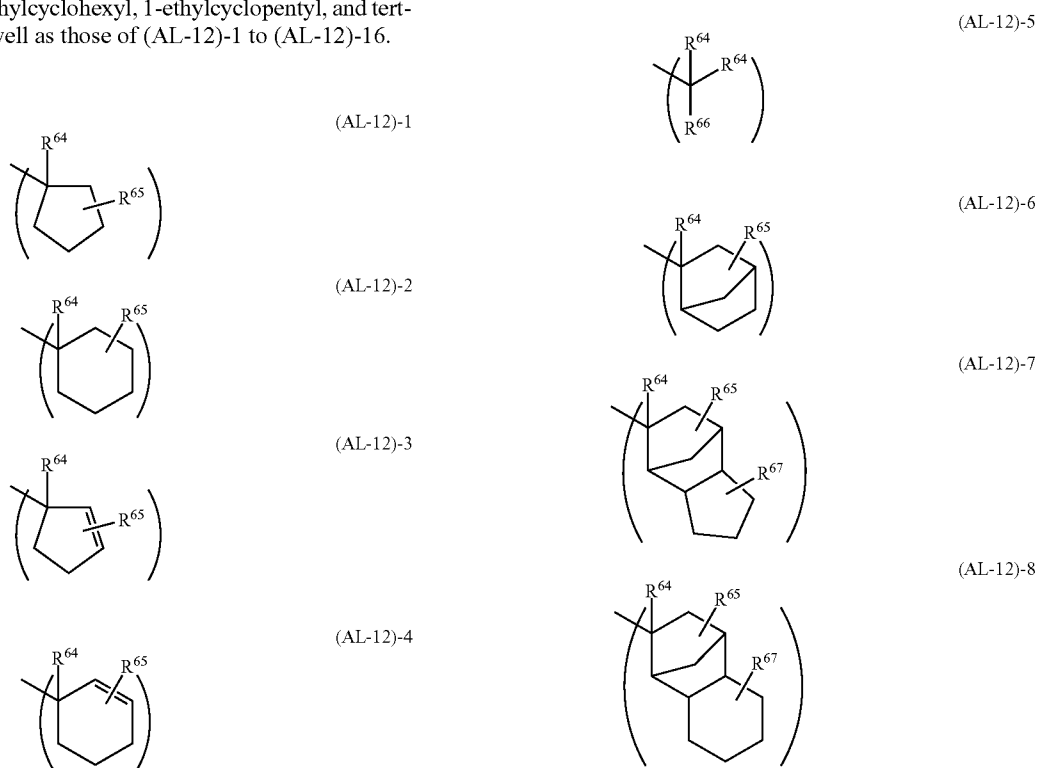 hylcyclohexyl, 1-ethylcyclopentyl, and tert-
well as those of (AL-12)-1 to (AL-12)-16.
(AL-12)-1
R64
R65
(AL-12)-2
R64
R65
(AL-12)-3
R64
R65
(AL-12)-4
R64
R65
(AL-12)-5
R64
R64
R66
(AL-12)-6
R64
R65
(AL-12)-7
R64
R65
R67
(AL-12)-8
R64
R65
R67